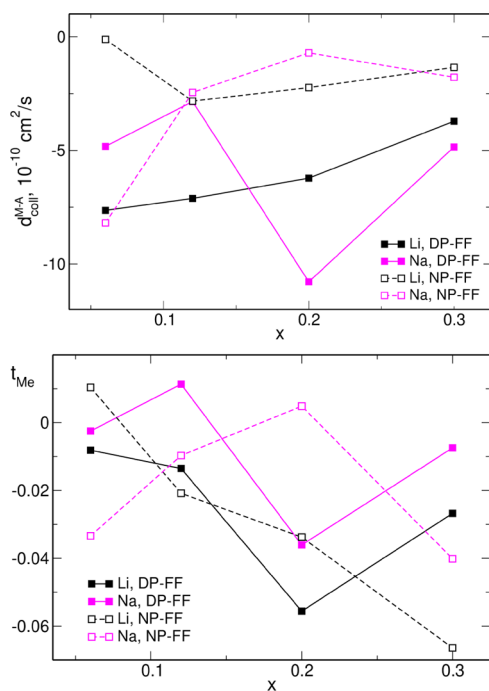 0
-5
-10
d_coll^M-A, 10^-10 cm^2/s
Li, DP-FF
Na, DP-FF
Li, NP-FF
Na, NP-FF
0.1 0.2 0.3
x
t_Me
0
-0.02
-0.04
-0.06
Li, DP-FF
Na, DP-FF
Li, NP-FF
Na, NP-FF
0.1 0.2 0.3
x